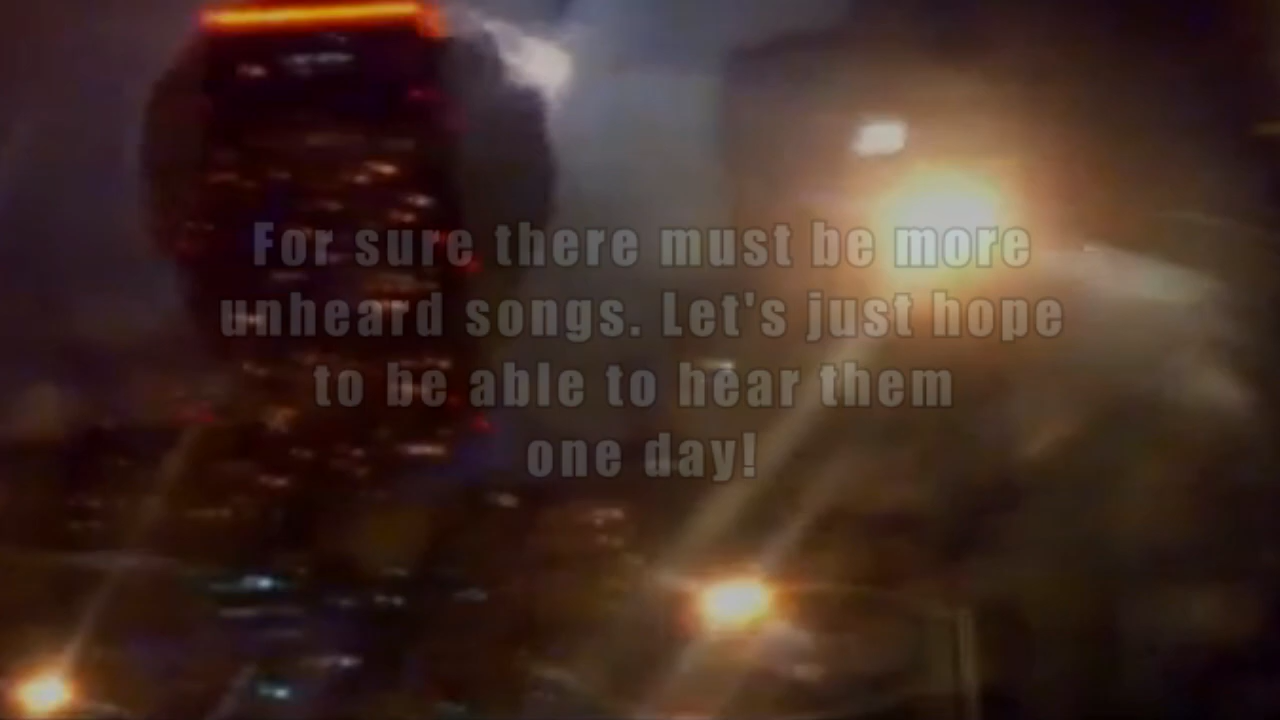 For sure there must be more
unheard songs. Let's just hope
to be able to hear them
one day!